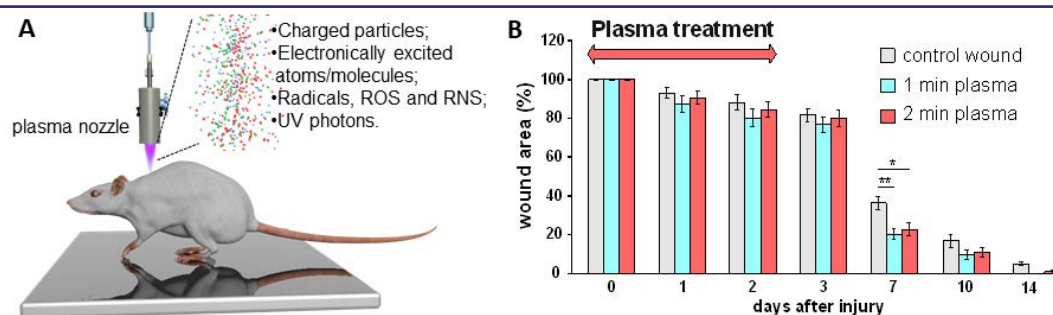 A
•Charged particles;
•Electronically excited
atoms/molecules;
•Radicals, ROS and RNS;
•UV photons.
plasma nozzle
B
Plasma treatment
control wound
1 min plasma
2 min plasma
wound area (%)
120
100
80
60
40
20
0
*
**
0 1 2 3 7 10 14
days after injury